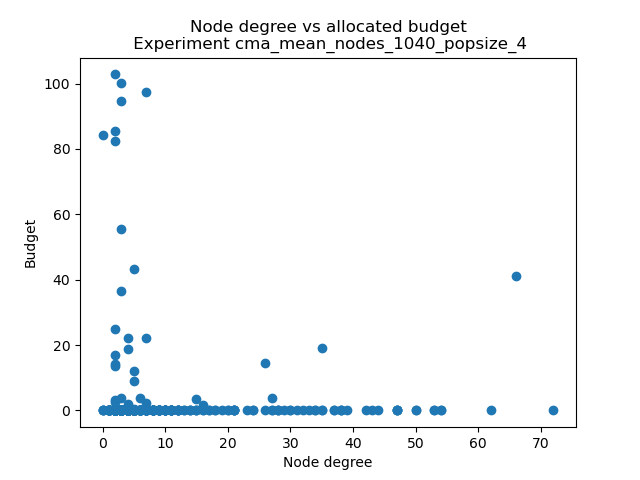 Node degree vs allocated budget
Experiment cma_mean_nodes_1040_popsize_4
100
80
60
40
20
0
Budget
0 10 20 30 40 50 60 70
Node degree